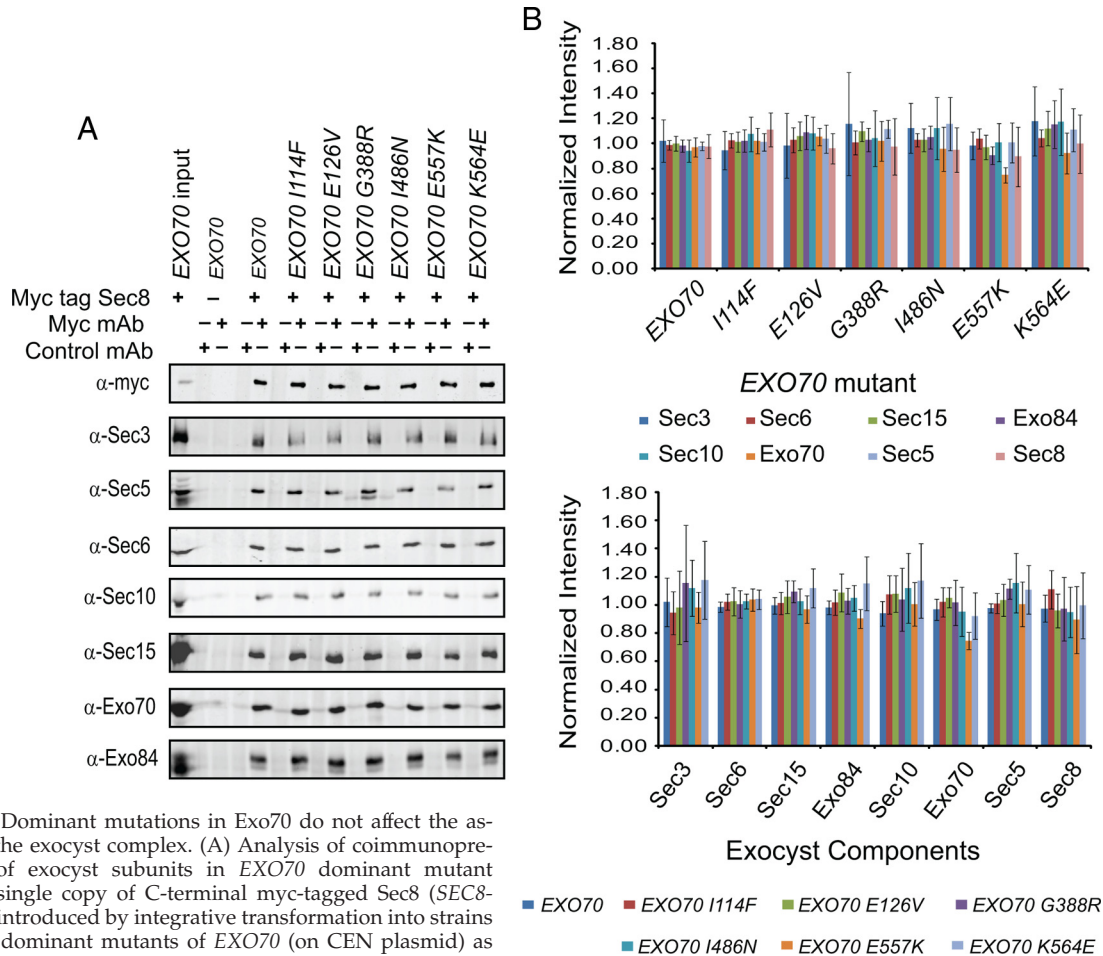 A
EXO70 input
EXO70
EXO70
EXO70 I114F
EXO70 E126V
EXO70 G388R
EXO70 I486N
EXO70 E557K
EXO70 K564E
Myc tag Sec8 + – + + + + + + +
Myc mAb – + – + – + – + – + – + – + – +
Control mAb + – + – + – + – + – + – + – + –
α-myc
α-Sec3
α-Sec5
α-Sec6
α-Sec10
α-Sec15
α-Exo70
α-Exo84
Dominant mutations in Exo70 do not affect the as-
he exocyst complex. (A) Analysis of coimmunopre-
of exocyst subunits in EXO70 dominant mutant
single copy of C-terminal myc-tagged Sec8 (SEC8-
introduced by integrative transformation into strains
dominant mutants of EXO70 (on CEN plasmid) as
B
Normalized Intensity
1.80
1.60
1.40
1.20
1.00
0.80
0.60
0.40
0.20
0.00
EXO70
I114F
E126V
G388R
I486N
E557K
K564E
EXO70 mutant
Sec3 Sec6 Sec15 Exo84
Sec10 Exo70 Sec5 Sec8
Normalized Intensity
1.80
1.60
1.40
1.20
1.00
0.80
0.60
0.40
0.20
0.00
Sec3
Sec6
Sec15
Exo84
Sec10
Exo70
Sec5
Sec8
Exocyst Components
EXO70 EXO70 I114F EXO70 E126V EXO70 G388R
EXO70 I486N EXO70 E557K EXO70 K564E